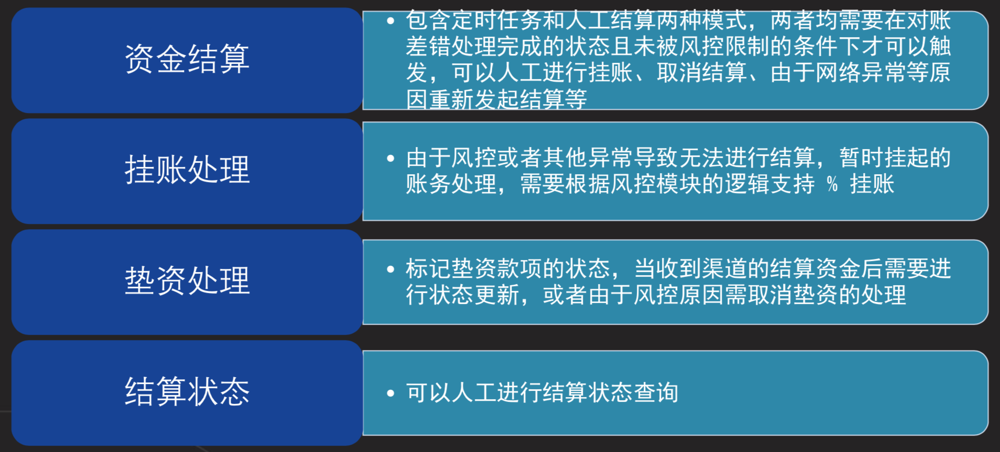 资金结算
• 包含定时任务和人工结算两种模式，两者均需要在对账
差错处理完成的状态且未被风控限制的条件下才可以触
发，可以人工进行挂账、取消结算、由于网络异常等原
因重新发起结算等
挂账处理
• 由于风控或者其他异常导致无法进行结算，暂时挂起的
账务处理，需要根据风控模块的逻辑支持 % 挂账
垫资处理
• 标记垫资款项的状态，当收到渠道的结算资金后需要进
行状态更新，或者由于风控原因需取消垫资的处理
结算状态
• 可以人工进行结算状态查询